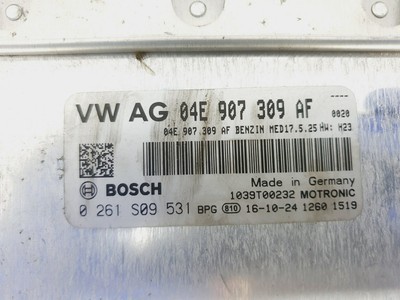 VW AG 04E 907 309 AF 0020
04E.907.309 AF BENZIN MED17.5.25 HW: H23
Made in Germany
BOSCH 1039T00232 MOTRONIC
0 261 S09 531 BPG 810 16-10-24 1260 1519